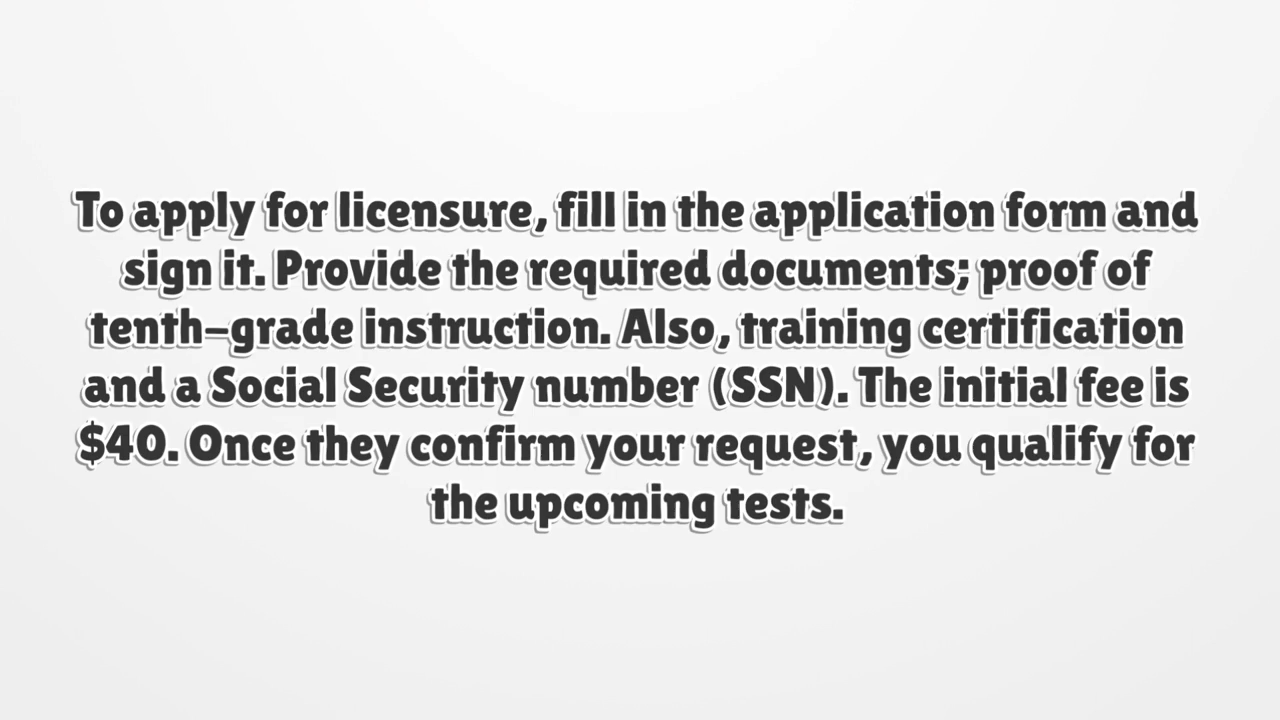 To apply for licensure, fill in the application form and
sign it. Provide the required documents; proof of
tenth-grade instruction. Also, training certification
and a Social Security number (SSN). The initial fee is
$40. Once they confirm your request, you qualify for
the upcoming tests.